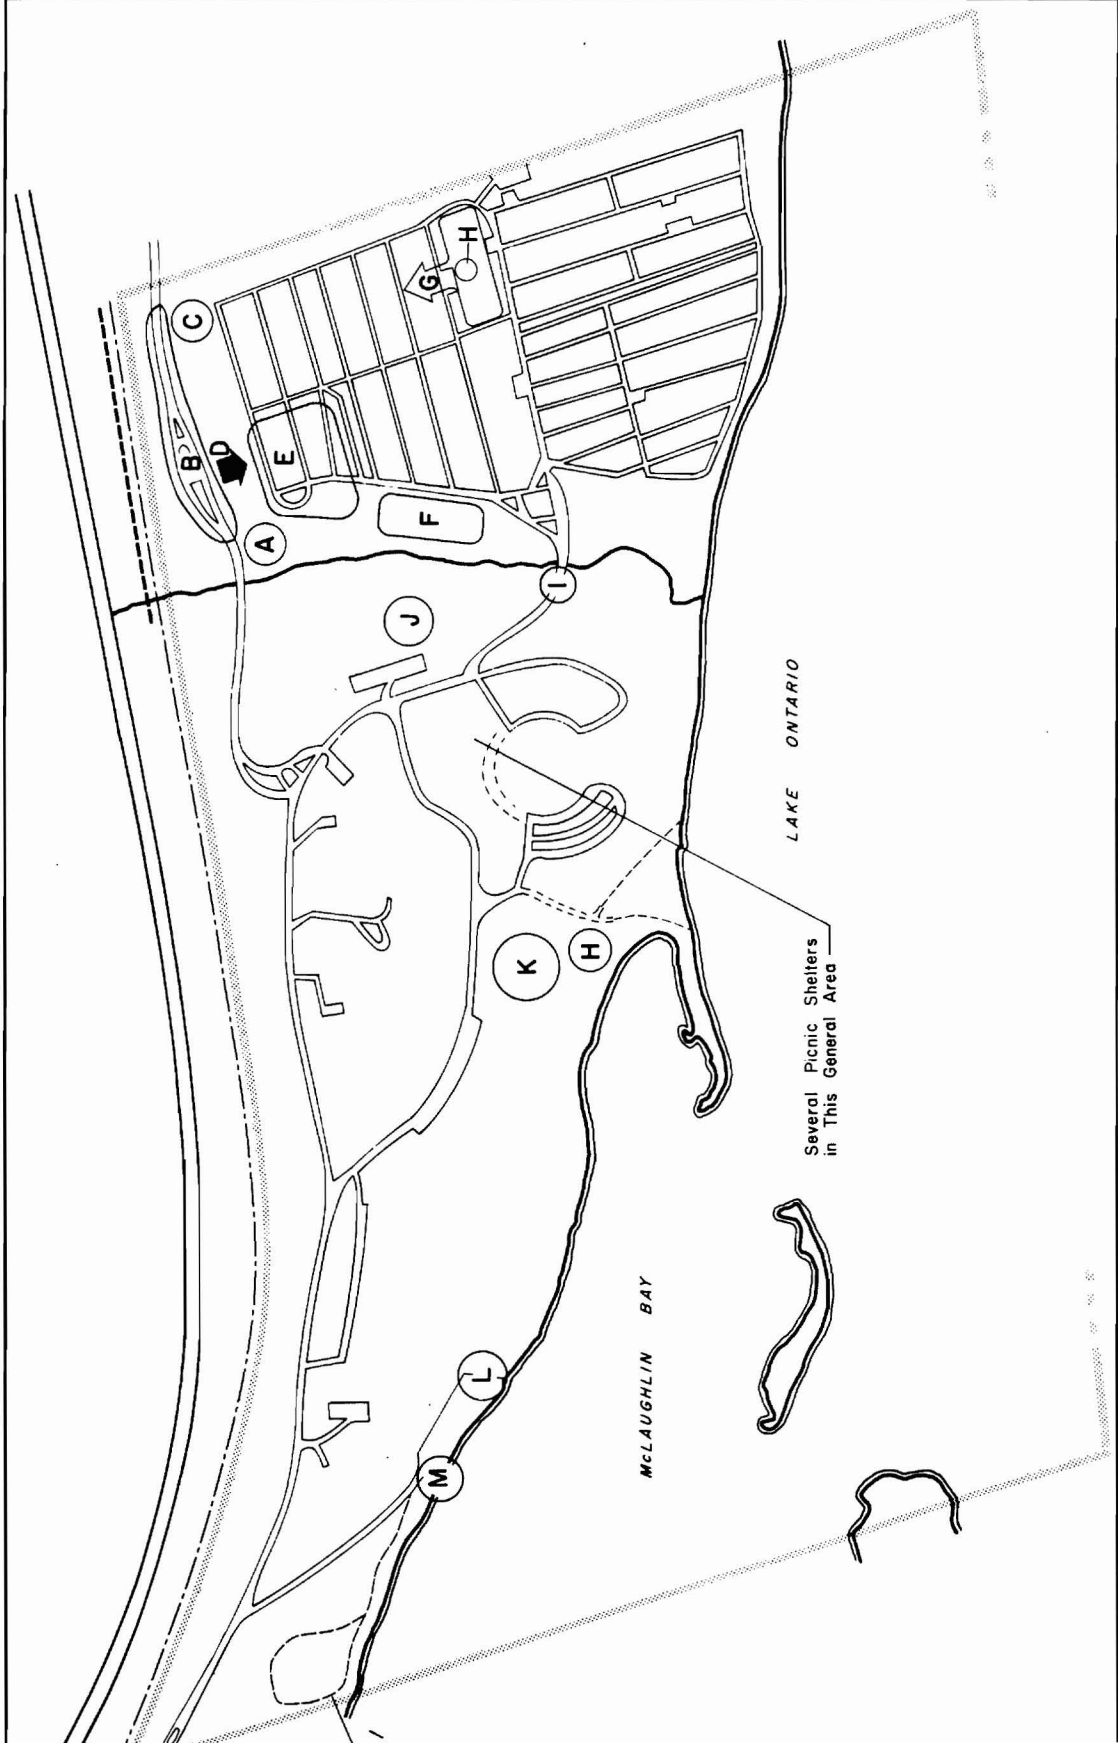 C
B
D
A
E
F
G
H
I
J
K
H
L
M
LAKE ONTARIO
McLAUGHLIN BAY
Several Picnic Shelters
in This General Area